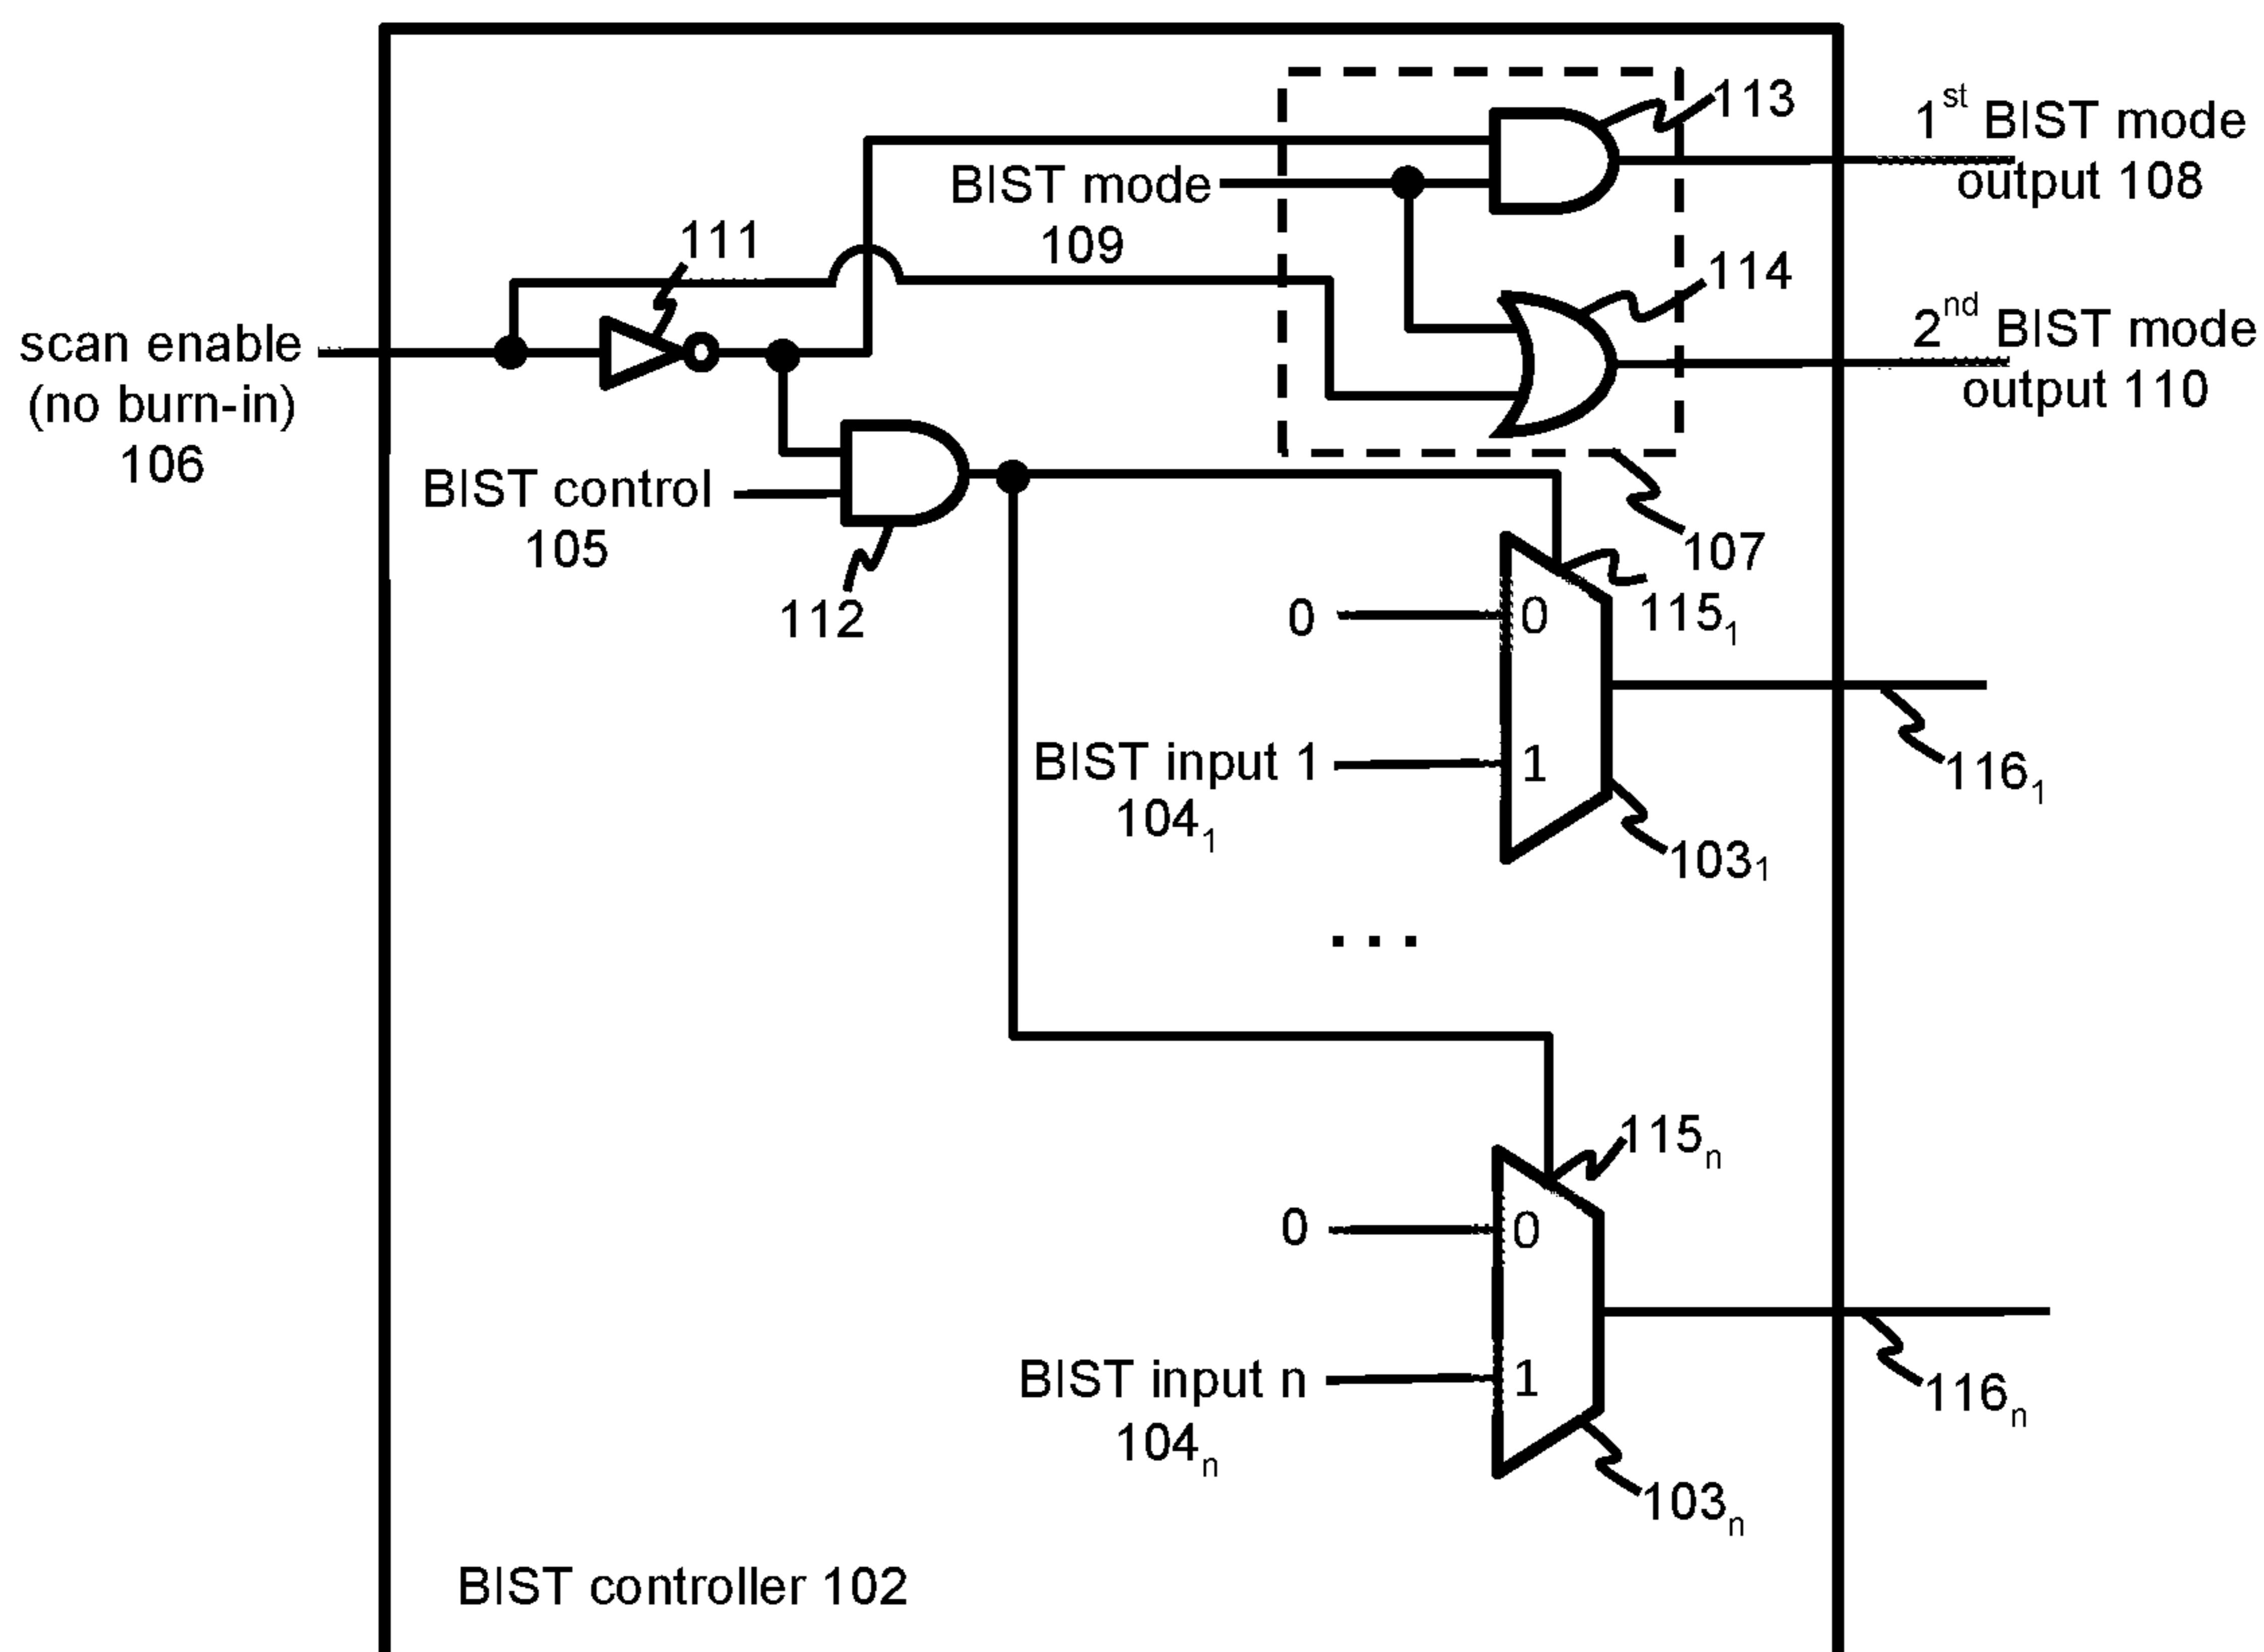 113
1st BIST mode
output 108
BIST mode
109
111
114
scan enable
(no burn-in)
106
2nd BIST mode
output 110
BIST control
105
112
107
115₁
0
0
BIST input 1
104₁
1
116₁
103₁
...
115ₙ
0
0
BIST input n
104ₙ
1
116ₙ
103ₙ
BIST controller 102